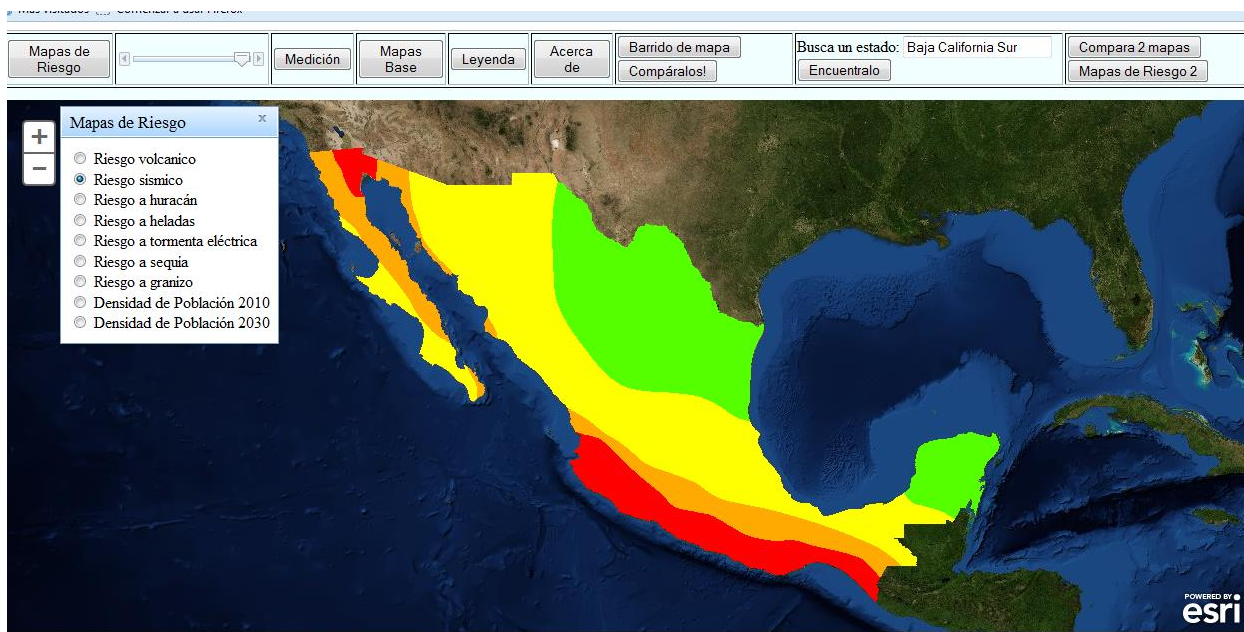 Mapas de
Riesgo
Medición
Mapas
Base
Leyenda
Acerca
de
Barrido de mapa
Compáralos!
Busca un estado: Baja California Sur
Encuentralo
Compara 2 mapas
Mapas de Riesgo 2
Mapas de Riesgo x
+
−
Riesgo volcanico
Riesgo sismico
Riesgo a huracán
Riesgo a heladas
Riesgo a tormenta eléctrica
Riesgo a sequia
Riesgo a granizo
Densidad de Población 2010
Densidad de Población 2030
POWERED BY
esri